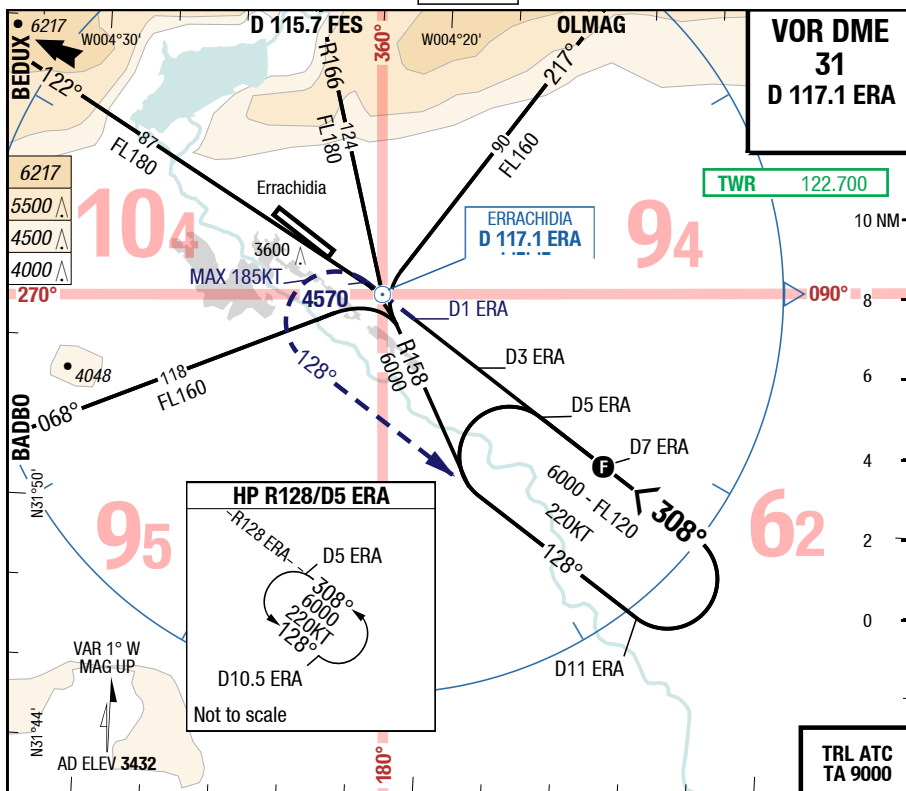 6217
W004°30'
D 115.7 FES
360°
W004°20'
OLMAG
VOR DME
31
D 117.1 ERA
BEDUX
122°
R166
217°
87
FL180
124
FL180
90
FL160
6217
5500
4500
4000
104
94
TWR 122.700
Errachidia
3600
ERRACHIDIA
D 117.1 ERA
10 NM
MAX 185KT
4570
270°
090°
8
D1 ERA
R158
6000
D3 ERA
6
4048
118
FL160
128°
068°
BADBO
D5 ERA
D7 ERA
F
4
6000 - FL120
220KT
308°
N31°50'
95
62
HP R128/D5 ERA
R128 ERA
D5 ERA
308°
6000
220KT
128°
D10.5 ERA
Not to scale
128°
2
0
D11 ERA
VAR 1° W
MAG UP
N31°44'
AD ELEV 3432
180°
TRL ATC
TA 9000